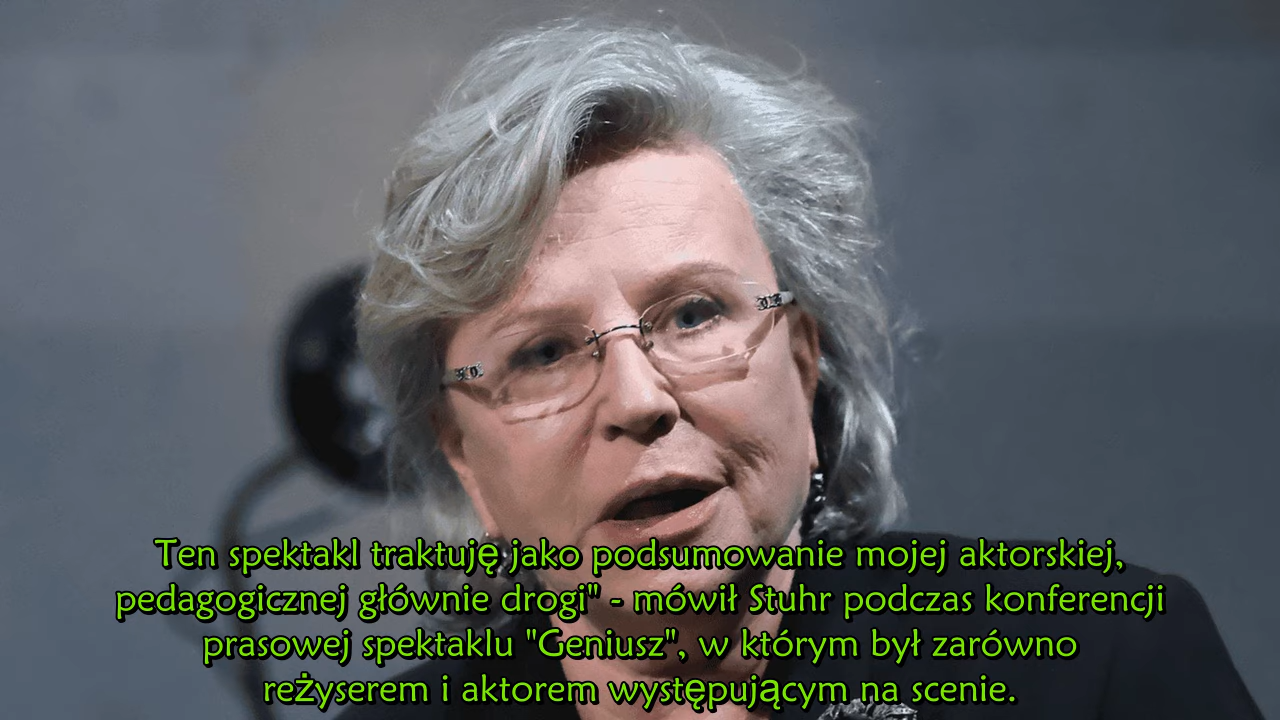 Ten spektakl traktuję jako podsumowanie mojej aktorskiej,
pedagogicznej głównie drogi" - mówił Stuhr podczas konferencji
prasowej spektaklu "Geniusz", w którym był zarówno
reżyserem i aktorem występującym na scenie.